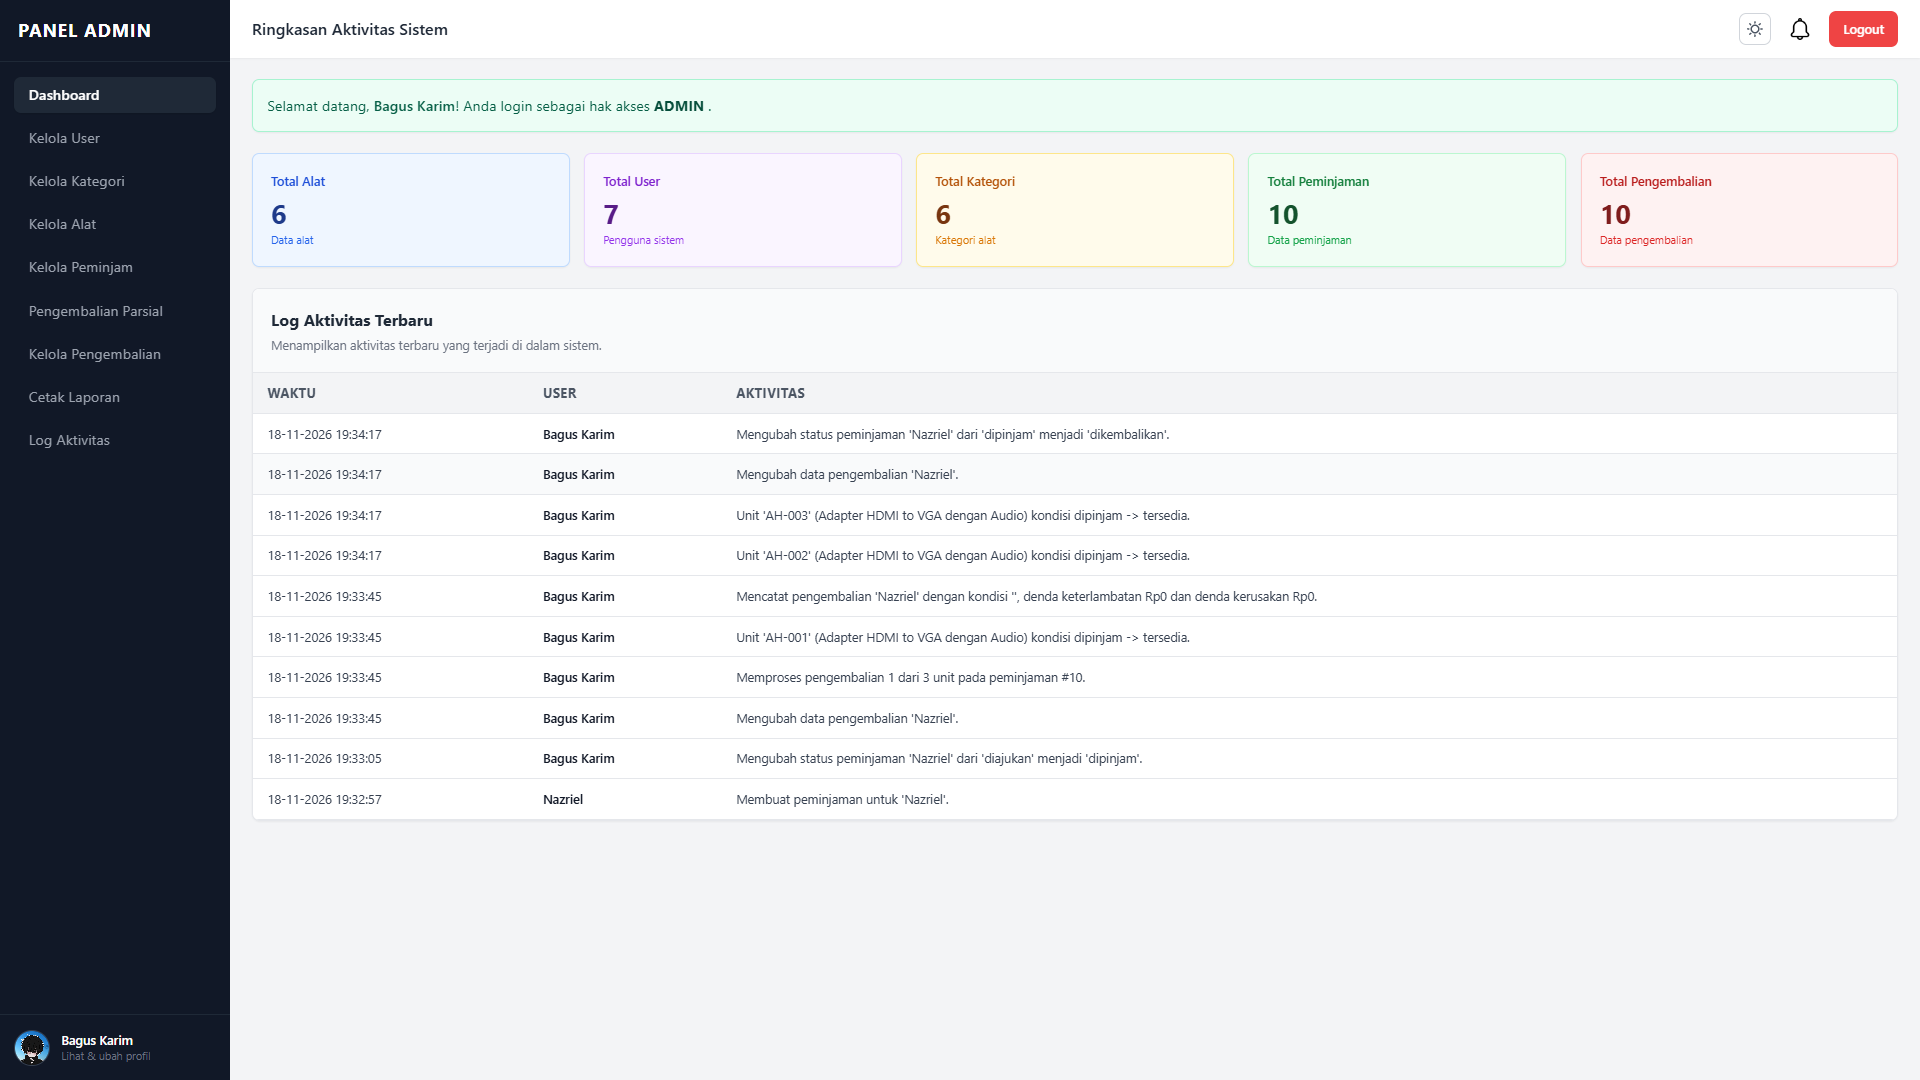 PANEL ADMIN
Ringkasan Aktivitas Sistem
Logout
Dashboard
Kelola User
Kelola Kategori
Kelola Alat
Kelola Peminjam
Pengembalian Parsial
Kelola Pengembalian
Cetak Laporan
Log Aktivitas
Selamat datang, Bagus Karim! Anda login sebagai hak akses ADMIN .
Total Alat
6
Data alat
Total User
7
Pengguna sistem
Total Kategori
6
Kategori alat
Total Peminjaman
10
Data peminjaman
Total Pengembalian
10
Data pengembalian
Log Aktivitas Terbaru
Menampilkan aktivitas terbaru yang terjadi di dalam sistem.
WAKTU USER AKTIVITAS
18-11-2026 19:34:17 Bagus Karim Mengubah status peminjaman 'Nazriel' dari 'dipinjam' menjadi 'dikembalikan'.
18-11-2026 19:34:17 Bagus Karim Mengubah data pengembalian 'Nazriel'.
18-11-2026 19:34:17 Bagus Karim Unit 'AH-003' (Adapter HDMI to VGA dengan Audio) kondisi dipinjam -> tersedia.
18-11-2026 19:34:17 Bagus Karim Unit 'AH-002' (Adapter HDMI to VGA dengan Audio) kondisi dipinjam -> tersedia.
18-11-2026 19:33:45 Bagus Karim Mencatat pengembalian 'Nazriel' dengan kondisi '', denda keterlambatan Rp0 dan denda kerusakan Rp0.
18-11-2026 19:33:45 Bagus Karim Unit 'AH-001' (Adapter HDMI to VGA dengan Audio) kondisi dipinjam -> tersedia.
18-11-2026 19:33:45 Bagus Karim Memproses pengembalian 1 dari 3 unit pada peminjaman #10.
18-11-2026 19:33:45 Bagus Karim Mengubah data pengembalian 'Nazriel'.
18-11-2026 19:33:05 Bagus Karim Mengubah status peminjaman 'Nazriel' dari 'diajukan' menjadi 'dipinjam'.
18-11-2026 19:32:57 Nazriel Membuat peminjaman untuk 'Nazriel'.
Bagus Karim
Lihat & ubah profil